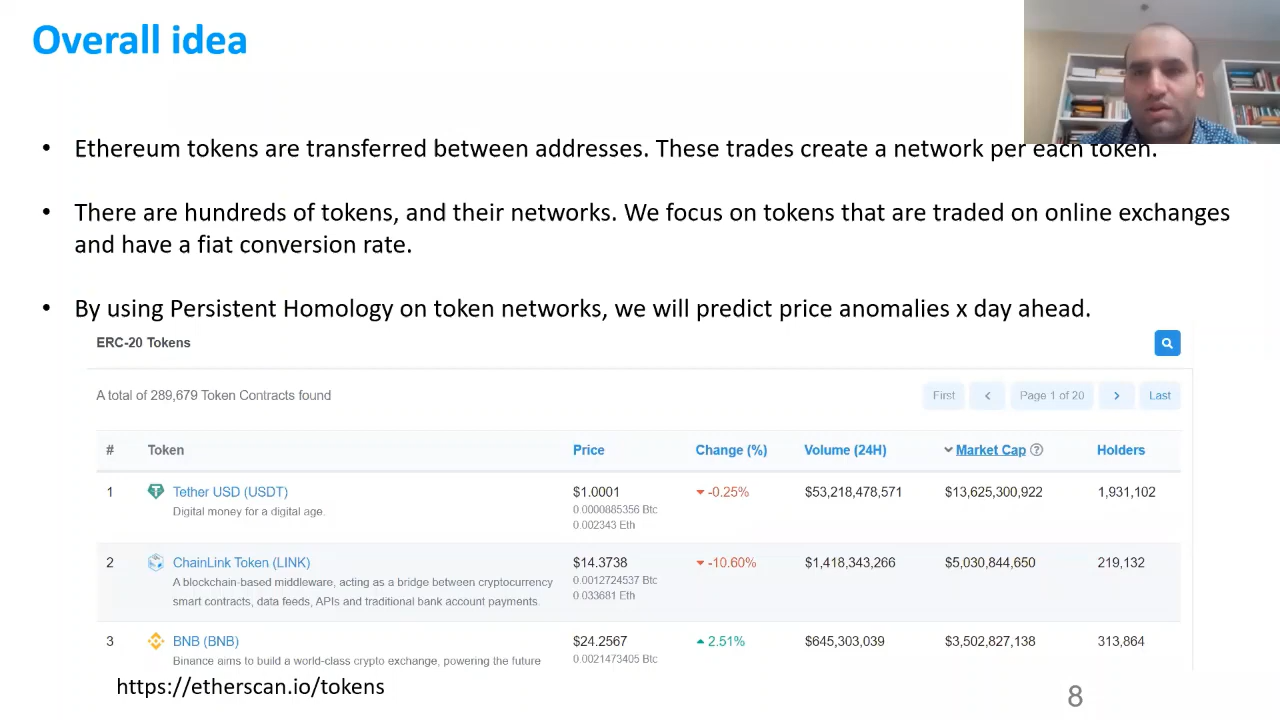 Overall idea
• Ethereum tokens are transferred between addresses. These trades create a network per each token.
• There are hundreds of tokens, and their networks. We focus on tokens that are traded on online exchanges
and have a fiat conversion rate.
• By using Persistent Homology on token networks, we will predict price anomalies x day ahead.
ERC-20 Tokens
A total of 289,679 Token Contracts found
First Page 1 of 20 Last
# Token Price Change (%) Volume (24H) Market Cap Holders
1 Tether USD (USDT) $1.0001 -0.25% $53,218,478,571 $13,625,300,922 1,931,102
Digital money for a digital age. 0.0000885356 Btc
0.002343 Eth
2 ChainLink Token (LINK) $14.3738 -10.60% $1,418,343,266 $5,030,844,650 219,132
A blockchain-based middleware, acting as a bridge between cryptocurrency 0.0012724537 Btc
smart contracts, data feeds, APIs and traditional bank account payments. 0.033681 Eth
3 BNB (BNB) $24.2567 2.51% $645,303,039 $3,502,827,138 313,864
Binance aims to build a world-class crypto exchange, powering the future 0.0021473405 Btc
https://etherscan.io/tokens
8